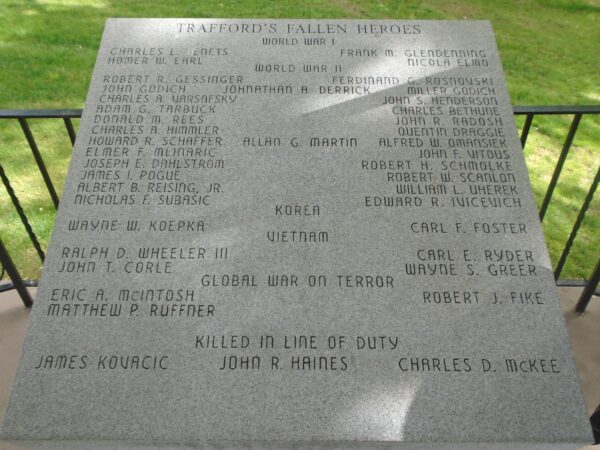 TRAFFORD'S FALLEN HEROES
WORLD WAR I
CHARLES L. JENETS FRANK M. GLENDENNING
HOMER W. EARL NICOLA ELMO
WORLD WAR II
ROBERT R. GESSINGER FERDINAND G. ROSNOVSKI
JOHN GODICH JOHNATHAN A. DERRICK MILLER GODICH
CHARLES A. VARSAFSKY JOHN S. HENDERSON
ADAM G. TARBUCK CHARLES BETHUNE
DONALD M. REES JOHN R. RADOSH
CHARLES A. HIMMLER QUENTIN DRAGGIE
HOWARD R. SCHAFFER ALLAN G. MARTIN ALFRED W. OMANSIEK
ELMER F. MLINARIC JOHN F. VITOUS
JOSEPH E. DAHLSTROM ROBERT H. SCHMOLKE
JAMES I. POGUE ROBERT W. SCANLON
ALBERT B. REISING, JR. WILLIAM L. UHEREK
NICHOLAS F. SUBASIC EDWARD R. IVICEVICH
KOREA
WAYNE W. KOEPKA CARL F. FOSTER
VIETNAM
RALPH D. WHEELER III CARL E. RYDER
JOHN T. CORLE WAYNE S. GREER
GLOBAL WAR ON TERROR
ERIC A. McINTOSH ROBERT J. FIKE
MATTHEW P. RUFFNER
KILLED IN LINE OF DUTY
JAMES KOVACIC JOHN R. HAINES CHARLES D. McKEE